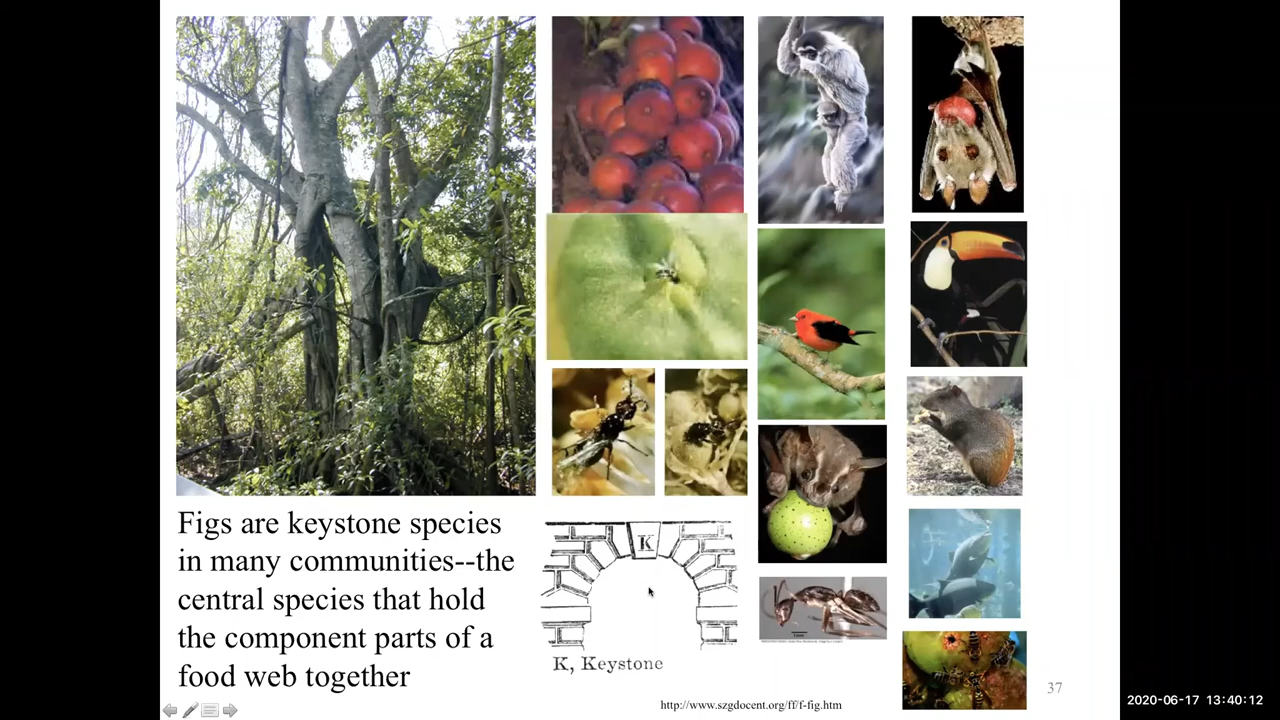 Figs are keystone species
in many communities--the
central species that hold
the component parts of a
food web together
K
K, Keystone
http://www.szgdocent.org/ff/f-fig.htm
37
2020-06-17 13:40:12